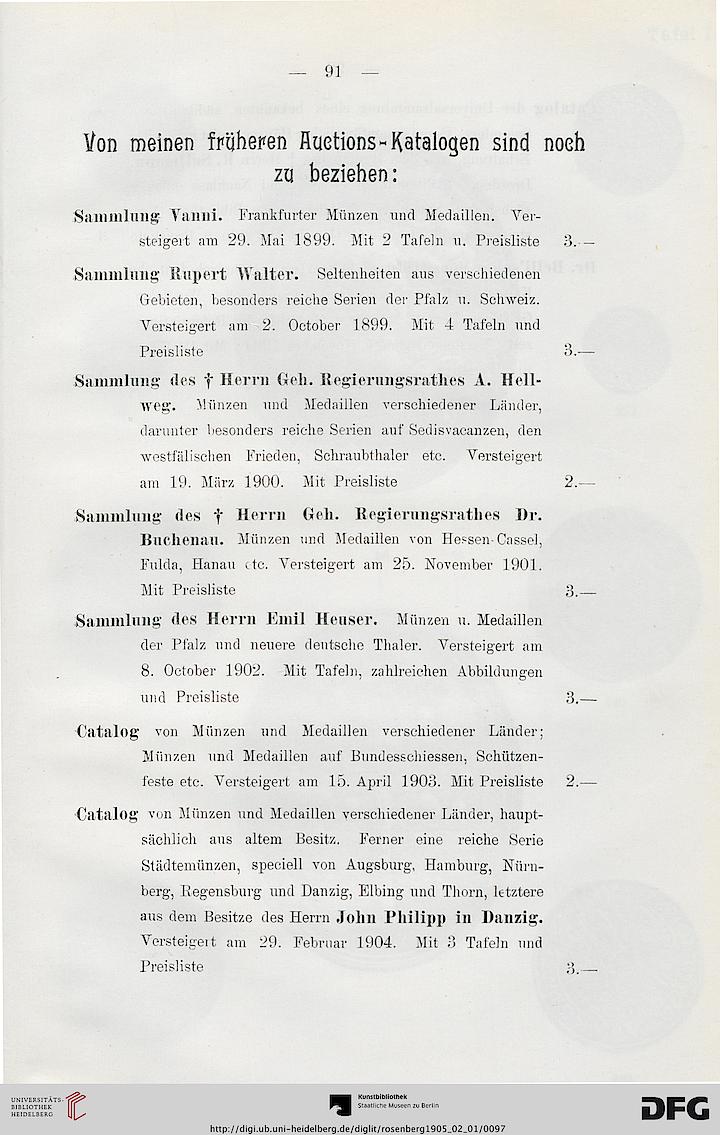 — 91 —
Von meinen früheren Auctions-Katalogen sind noch
zu beziehen:
Sammlung Vanni. Frankfurter Münzen und Medaillen. Ver-
steigert am 29. Mai 1899. Mit 2 Tafeln u. Preisliste 3.—
Sammlung Rupert Walter. Seltenheiten aus verschiedenen
Gebieten, besonders reiche Serien der Pfalz u. Schweiz.
Versteigert am 2. October 1899. Mit 4 Tafeln und
Preisliste 3.—
Sammlung des † Herrn Geh. Regierungsrathes A. Hell-
weg. Münzen und Medaillen verschiedener Länder,
darunter besonders reiche Serien auf Sedisvacanzen, den
westfälischen Frieden, Schraubthaler etc. Versteigert
am 19. März 1900. Mit Preisliste 2.—
Sammlung des † Herrn Geh. Regierungsrathes Dr.
Buchenau. Münzen und Medaillen von Hessen-Cassel,
Fulda, Hanau etc. Versteigert am 25. November 1901.
Mit Preisliste 3.—
Sammlung des Herrn Emil Heuser. Münzen u. Medaillen
der Pfalz und neuere deutsche Thaler. Versteigert am
8. October 1902. Mit Tafeln, zahlreichen Abbildungen
und Preisliste 3.—
Catalog von Münzen und Medaillen verschiedener Länder;
Münzen und Medaillen auf Bundesschiessen, Schützen-
feste etc. Versteigert am 15. April 1903. Mit Preisliste 2.—
Catalog von Münzen und Medaillen verschiedener Länder, haupt-
sächlich aus altem Besitz. Ferner eine reiche Serie
Städtemünzen, speciell von Augsburg, Hamburg, Nürn-
berg, Regensburg und Danzig, Elbing und Thorn, letztere
aus dem Besitze des Herrn John Philipp in Danzig.
Versteigert am 29. Februar 1904. Mit 3 Tafeln und
Preisliste 3.—
UNIVERSITÄTS-
BIBLIOTHEK
HEIDELBERG
Kunstbibliothek
Staatliche Museen zu Berlin
DFG
http://digi.ub.uni-heidelberg.de/diglit/rosenberg1905_02_01/0097